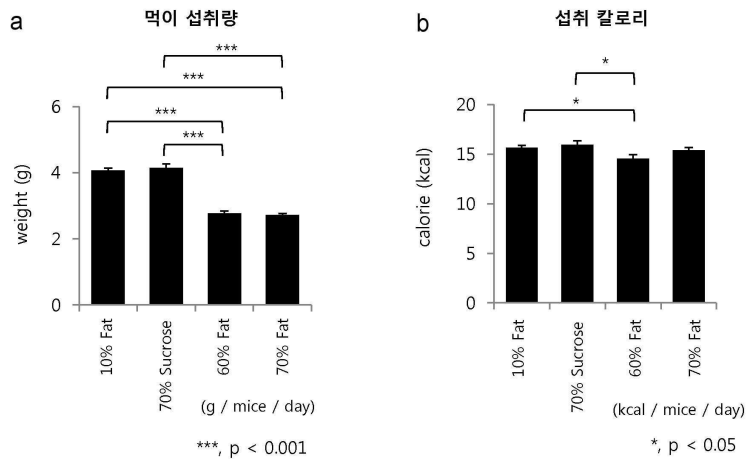 a
먹이 섭취량
***
***
***
***
6
4
2
0
weight (g)
10% Fat
70% Sucrose
60% Fat
70% Fat
(g / mice / day)
***, p < 0.001
b
섭취 칼로리
*
*
20
15
10
5
0
calorie (kcal)
10% Fat
70% Sucrose
60% Fat
70% Fat
(kcal / mice / day)
*, p < 0.05